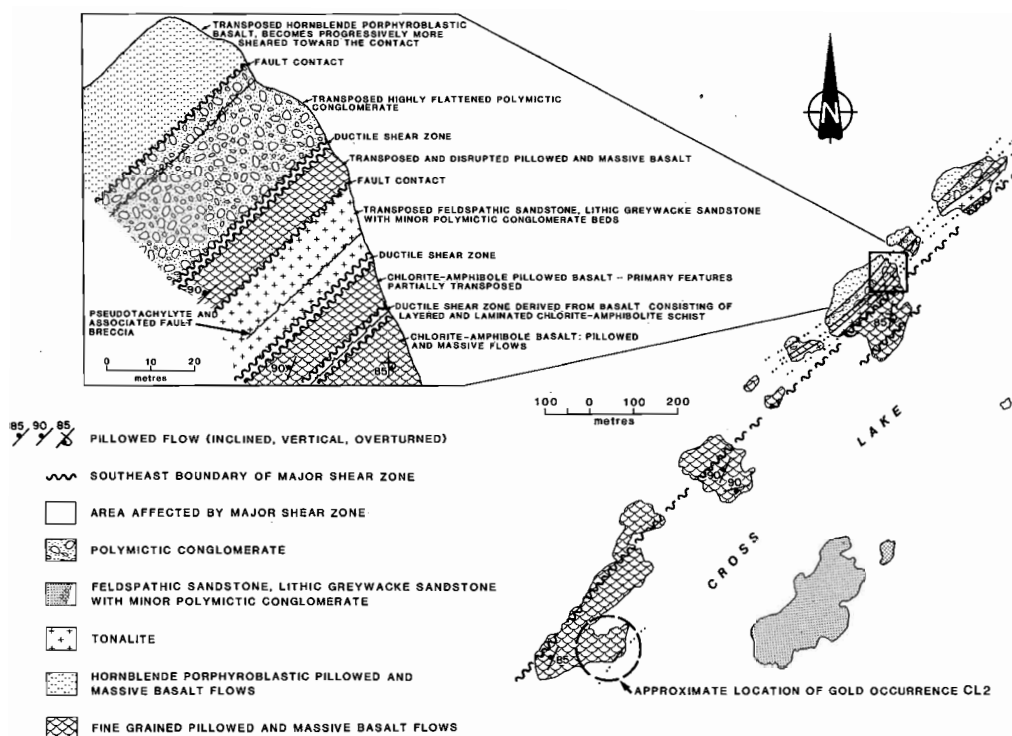 TRANSPOSED HORNBLENDE PORPHYROBLASTIC
BASALT, BECOMES PROGRESSIVELY MORE
SHEARED TOWARD THE CONTACT
FAULT CONTACT
TRANSPOSED HIGHLY FLATTENED POLYMICTIC
CONGLOMERATE
DUCTILE SHEAR ZONE
TRANSPOSED AND DISRUPTED PILLOWED AND MASSIVE BASALT
FAULT CONTACT
TRANSPOSED FELDSPATHIC SANDSTONE, LITHIC GREYWACKE SANDSTONE
WITH MINOR POLYMICTIC CONGLOMERATE BEDS
DUCTILE SHEAR ZONE
CHLORITE-AMPHIBOLE PILLOWED BASALT - PRIMARY FEATURES
PARTIALLY TRANSPOSED
DUCTILE SHEAR ZONE DERIVED FROM BASALT CONSISTING OF
LAYERED AND LAMINATED CHLORITE-AMPHIBOLITE SCHIST
CHLORITE-AMPHIBOLE BASALT: PILLOWED
AND MASSIVE FLOWS
90
PSEUDOTACHYLYTE AND
ASSOCIATED FAULT
BRECCIA
0 10 20
metres
90
85
N
85
100 0 100 200
metres
LAKE
CROSS
90
90
85
APPROXIMATE LOCATION OF GOLD OCCURRENCE CL2
85 90 85
PILLOWED FLOW (INCLINED, VERTICAL, OVERTURNED)
SOUTHEAST BOUNDARY OF MAJOR SHEAR ZONE
AREA AFFECTED BY MAJOR SHEAR ZONE
POLYMICTIC CONGLOMERATE
FELDSPATHIC SANDSTONE, LITHIC GREYWACKE SANDSTONE
WITH MINOR POLYMICTIC CONGLOMERATE
TONALITE
HORNBLENDE PORPHYROBLASTIC PILLOWED AND
MASSIVE BASALT FLOWS
FINE GRAINED PILLOWED AND MASSIVE BASALT FLOWS